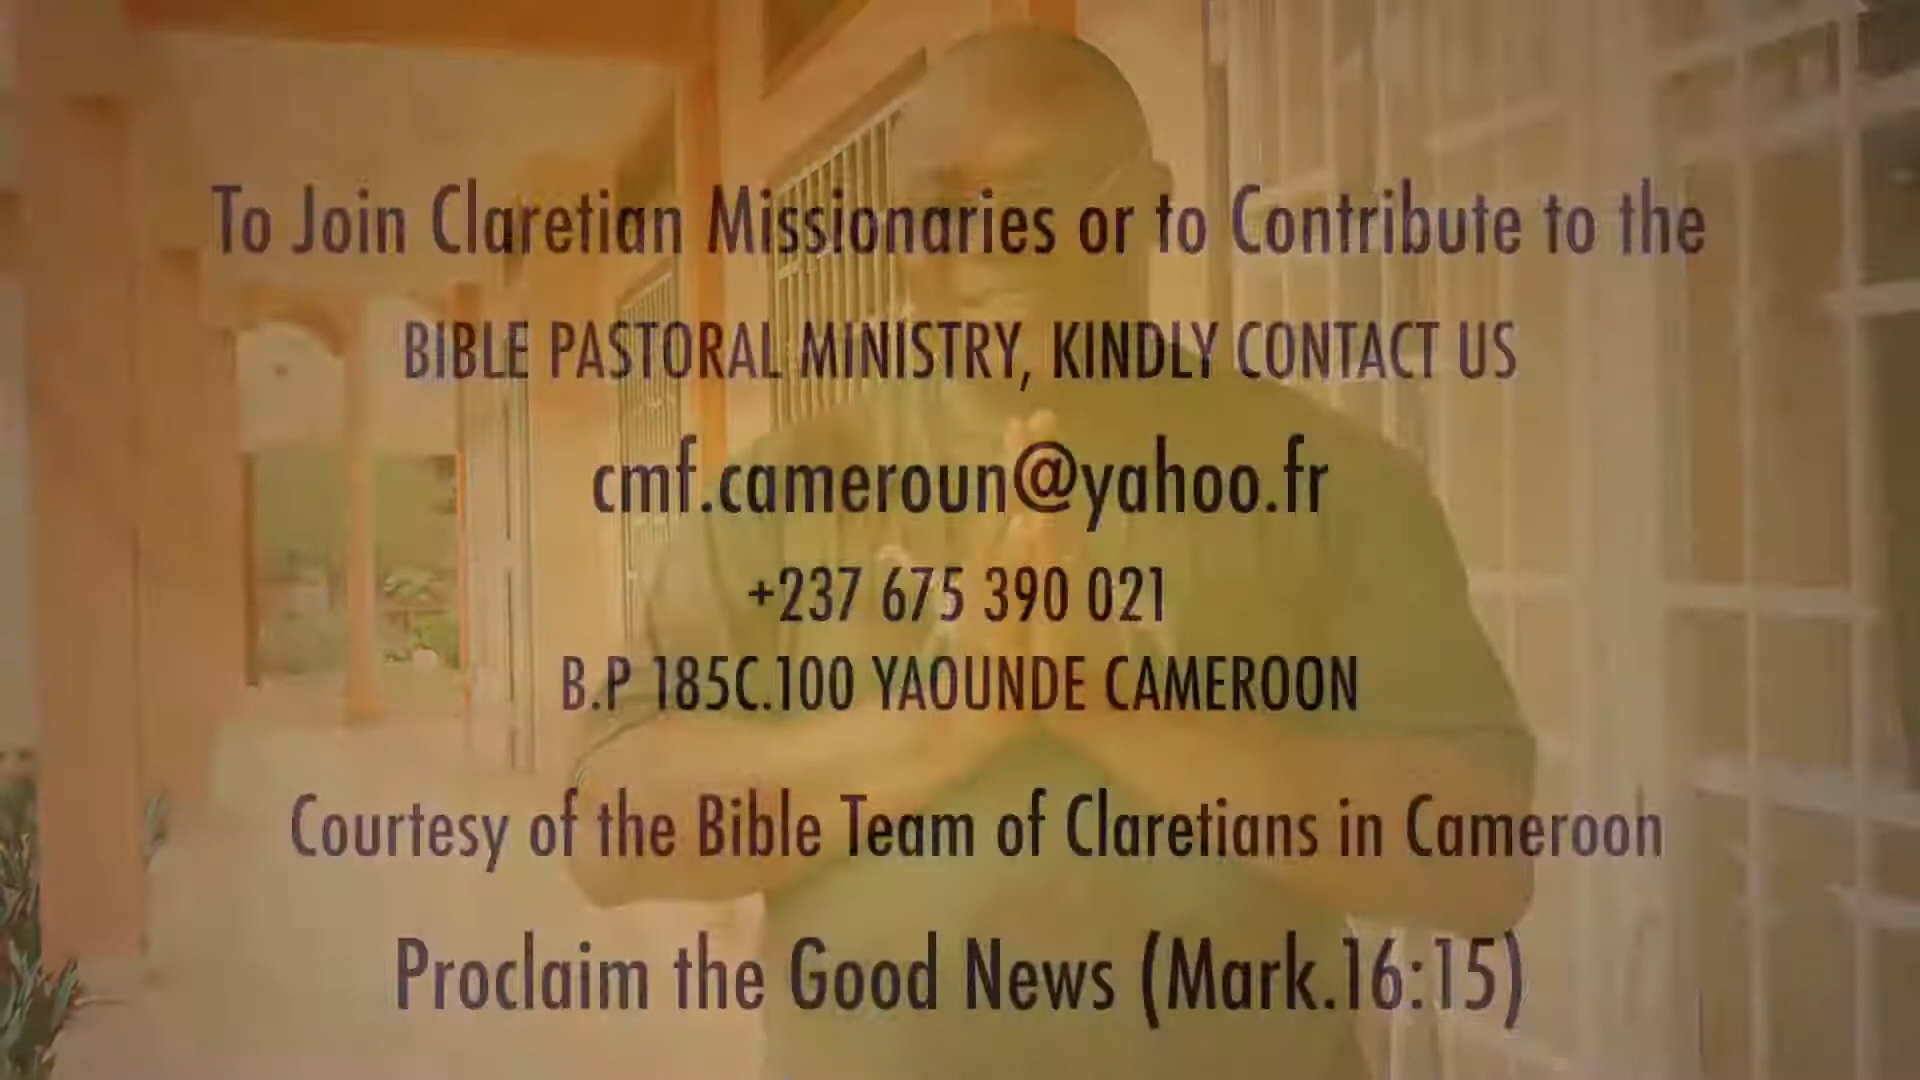 To Join Claretian Missionaries or to Contribute to the
BIBLE PASTORAL MINISTRY, KINDLY CONTACT US
cmf.cameroun@yahoo.fr
+237 675 390 021
B.P 185C.100 YAOUNDE CAMEROON
Courtesy of the Bible Team of Claretians in Cameroon
Proclaim the Good News (Mark.16:15)